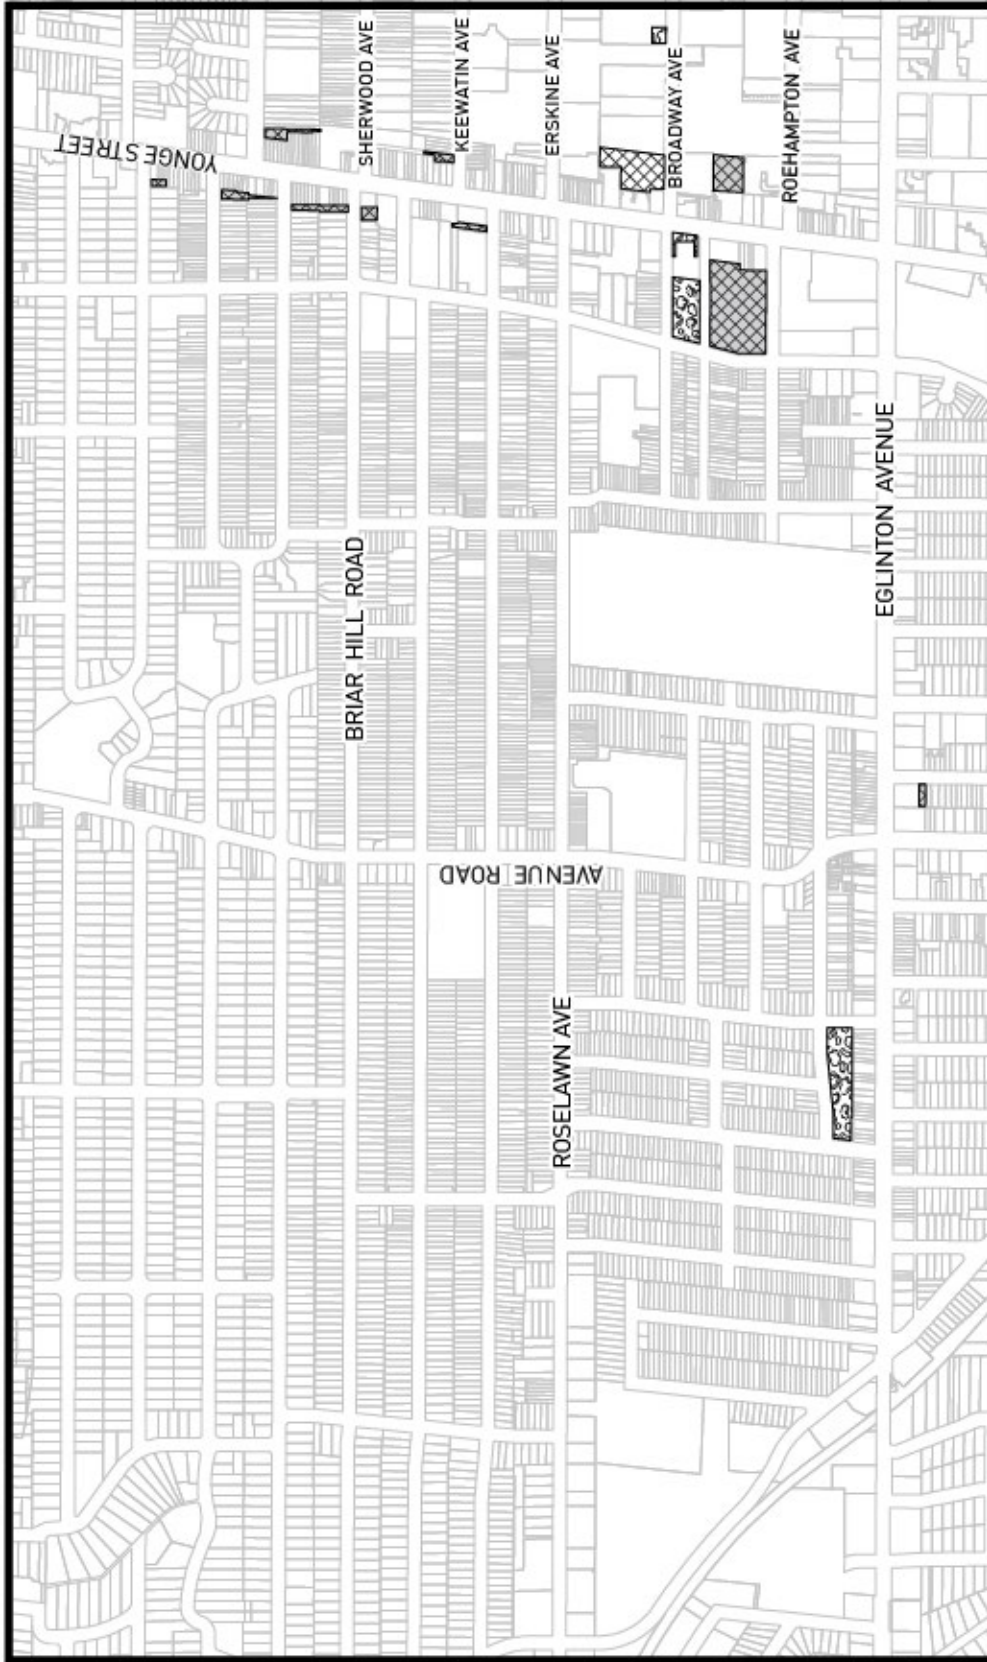 SHERWOOD AVE
KEEWATIN AVE
ERSKINE AVE
BROADWAY AVE
ROEHAMPTON AVE
YONGE STREET
BRIAR HILL ROAD
EGLINTON AVENUE
AVENUE ROAD
ROSELAWN AVE